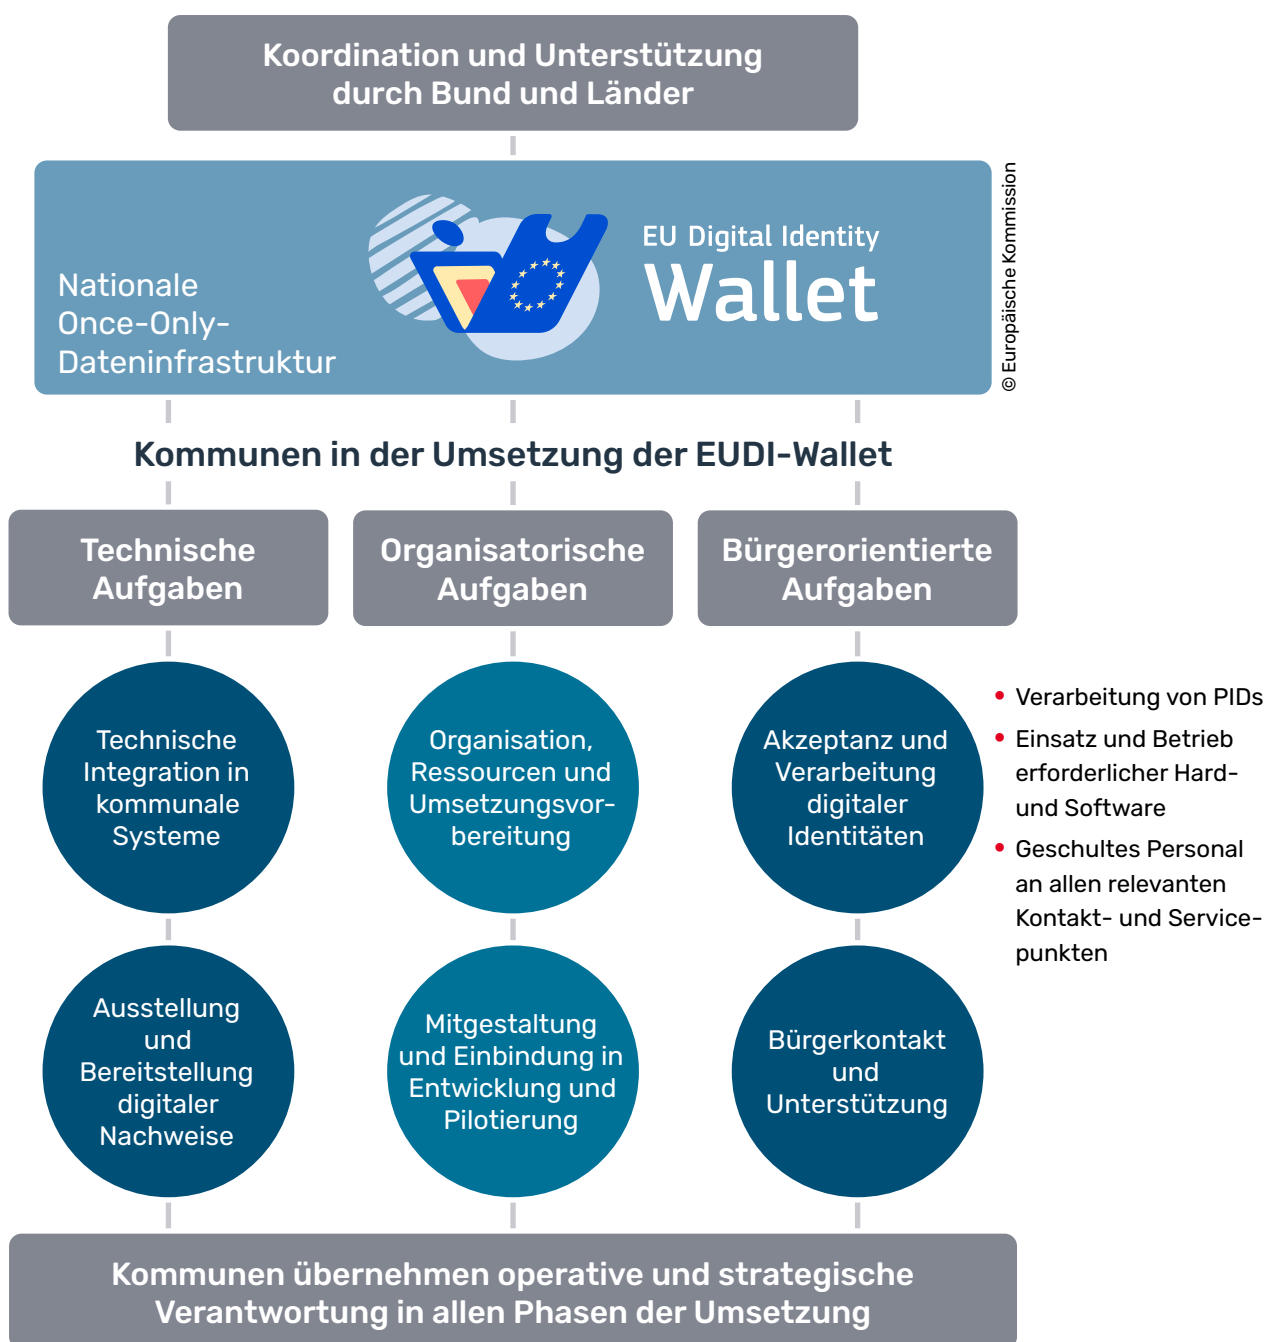 Koordination und Unterstützung
durch Bund und Länder
Nationale
Once-Only-
Dateninfrastruktur
EU Digital Identity
Wallet
© Europäische Kommission
Kommunen in der Umsetzung der EUDI-Wallet
Technische
Aufgaben
Organisatorische
Aufgaben
Bürgerorientierte
Aufgaben
Technische
Integration in
kommunale
Systeme
Organisation,
Ressourcen und
Umsetzungsvor-
bereitung
Akzeptanz und
Verarbeitung
digitaler
Identitäten
• Verarbeitung von PIDs
• Einsatz und Betrieb
erforderlicher Hard-
und Software
• Geschultes Personal
an allen relevanten
Kontakt- und Service-
punkten
Ausstellung
und
Bereitstellung
digitaler
Nachweise
Mitgestaltung
und Einbindung in
Entwicklung und
Pilotierung
Bürgerkontakt
und
Unterstützung
Kommunen übernehmen operative und strategische
Verantwortung in allen Phasen der Umsetzung